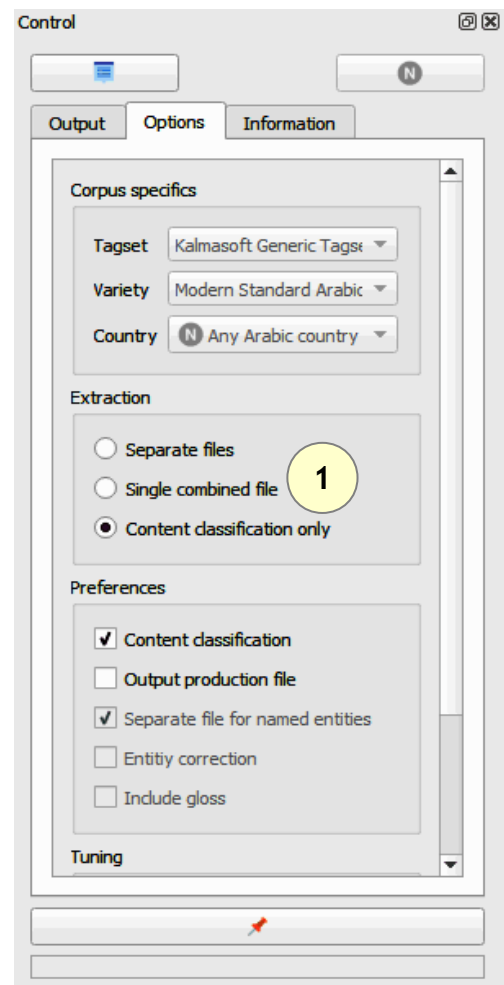 Control
N
Output Options Information
Corpus specifics
Tagset Kalmasoft Generic Tagse
Variety Modern Standard Arabic
Country N Any Arabic country
Extraction
Separate files
Single combined file
1
Content classification only
Preferences
Content classification
Output production file
Separate file for named entities
Entitiy correction
Include gloss
Tuning